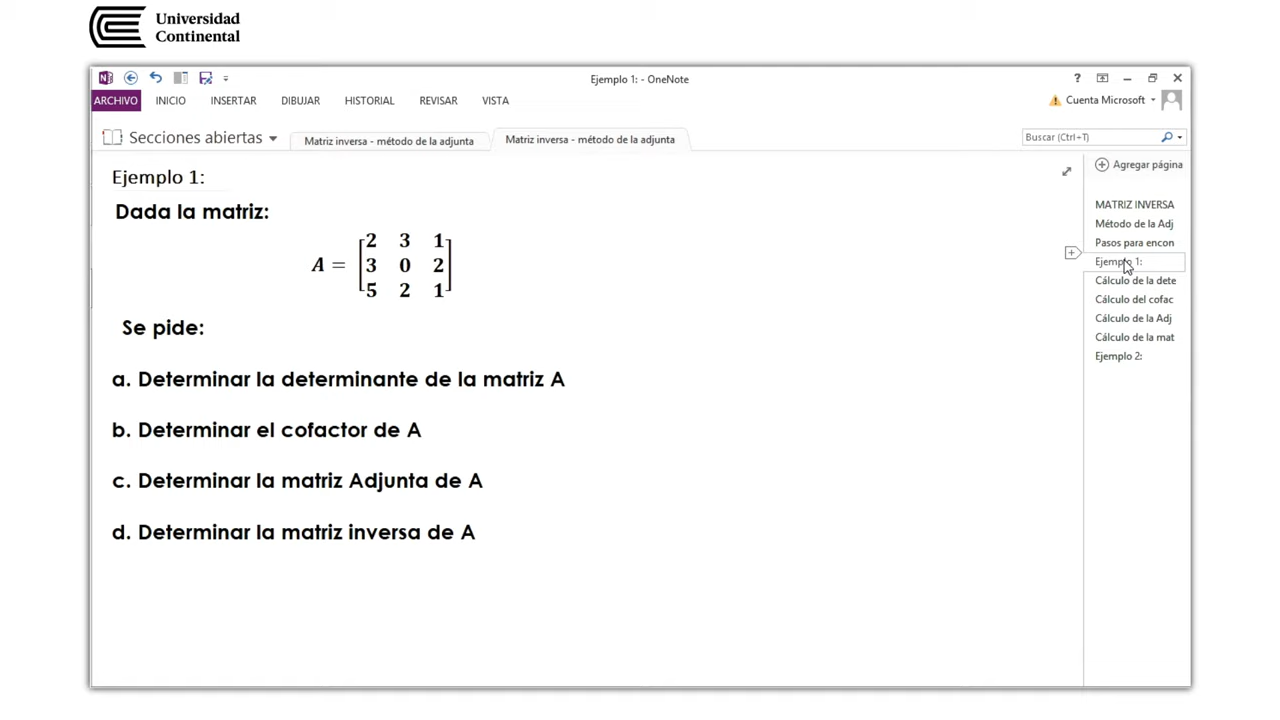 Universidad
Continental
Ejemplo 1: - OneNote
?
ARCHIVO INICIO INSERTAR DIBUJAR HISTORIAL REVISAR VISTA
Cuenta Microsoft
Secciones abiertas
Matriz inversa - método de la adjunta
Matriz inversa - método de la adjunta
Buscar (Ctrl+T)
Ejemplo 1:
Dada la matriz:
A = [2 3 1
3 0 2
5 2 1]
Se pide:
a. Determinar la determinante de la matriz A
b. Determinar el cofactor de A
c. Determinar la matriz Adjunta de A
d. Determinar la matriz inversa de A
Agregar página
MATRIZ INVERSA
Método de la Adj
Pasos para encon
Ejemplo 1:
Cálculo de la dete
Cálculo del cofac
Cálculo de la Adj
Cálculo de la mat
Ejemplo 2: